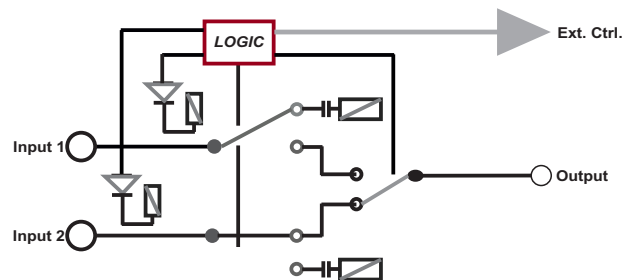 LOGIC
Ext. Ctrl.
Input 1
Output
Input 2